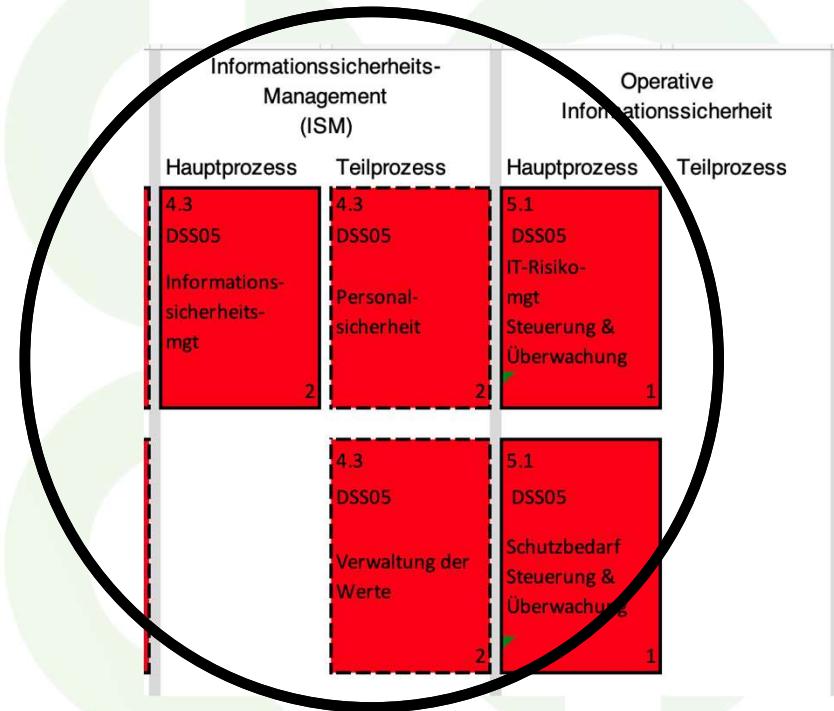 Informationssicherheits-
Management
(ISM)
Operative
Informationssicherheit
Hauptprozess
Teilprozess
Hauptprozess
Teilprozess
4.3
DSS05
Informations-
sicherheits-
mgt
2
4.3
DSS05
Personal-
sicherheit
2
5.1
DSS05
IT-Risiko-
mgt
Steuerung &
Überwachung
1
4.3
DSS05
Verwaltung der
Werte
2
5.1
DSS05
Schutzbedarf
Steuerung &
Überwachung
1